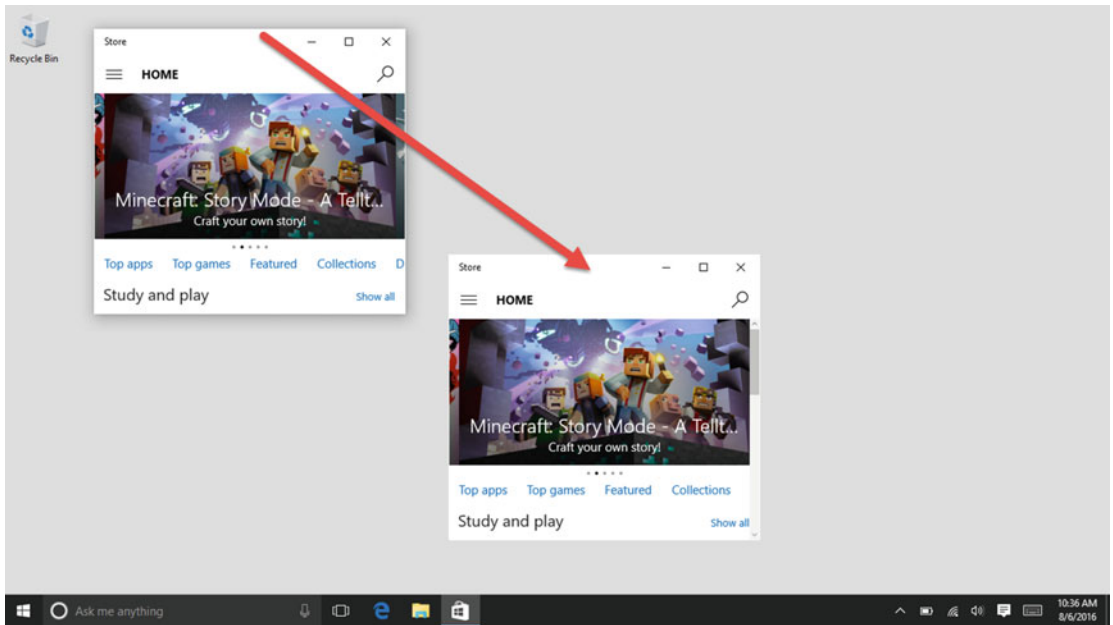 Recycle Bin
Store
HOME
Minecraft: Story Mode - A Tellt...
Craft your own story!
Top apps Top games Featured Collections D
Study and play Show all
Store
HOME
Minecraft: Story Mode - A Tellt...
Craft your own story!
Top apps Top games Featured Collections
Study and play Show all
Ask me anything
10:36 AM
8/6/2016